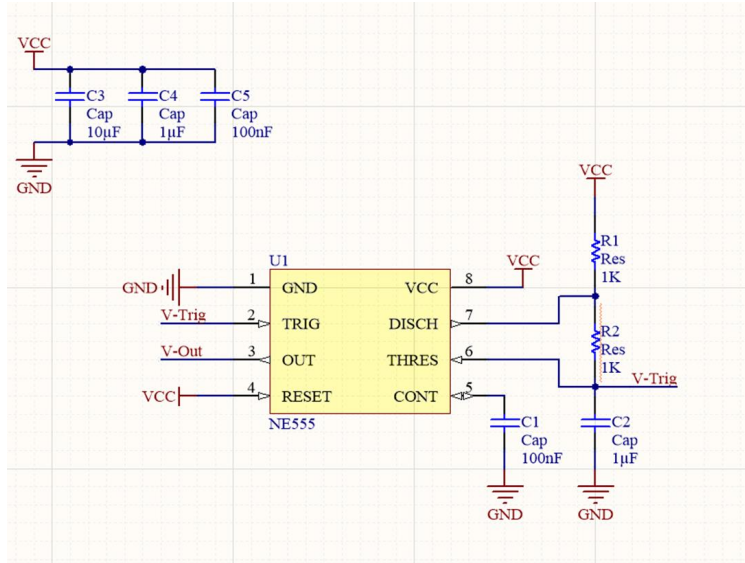 VCC
C3
Cap
10µF
C4
Cap
1µF
C5
Cap
100nF
GND
VCC
R1
Res
1K
U1
VCC
GND
1
GND
VCC
8
V-Trig
2
TRIG
DISCH
7
R2
Res
1K
V-Out
3
OUT
THRES
6
V-Trig
VCC
4
RESET
CONT
5
NE555
C1
Cap
100nF
C2
Cap
1µF
GND
GND